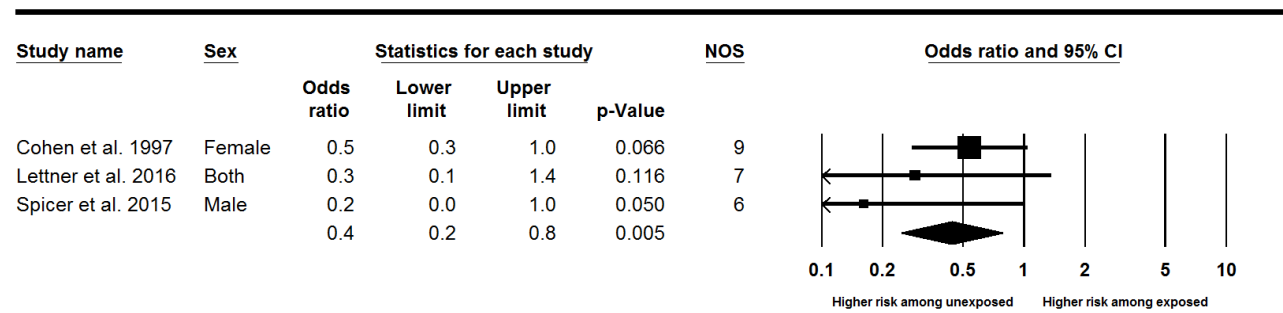 Study name Sex Statistics for each study NOS Odds ratio and 95% CI
Odds ratio Lower limit Upper limit p-Value
Cohen et al. 1997 Female 0.5 0.3 1.0 0.066 9
Lettner et al. 2016 Both 0.3 0.1 1.4 0.116 7
Spicer et al. 2015 Male 0.2 0.0 1.0 0.050 6
0.4 0.2 0.8 0.005
0.1 0.2 0.5 1 2 5 10
Higher risk among unexposed Higher risk among exposed